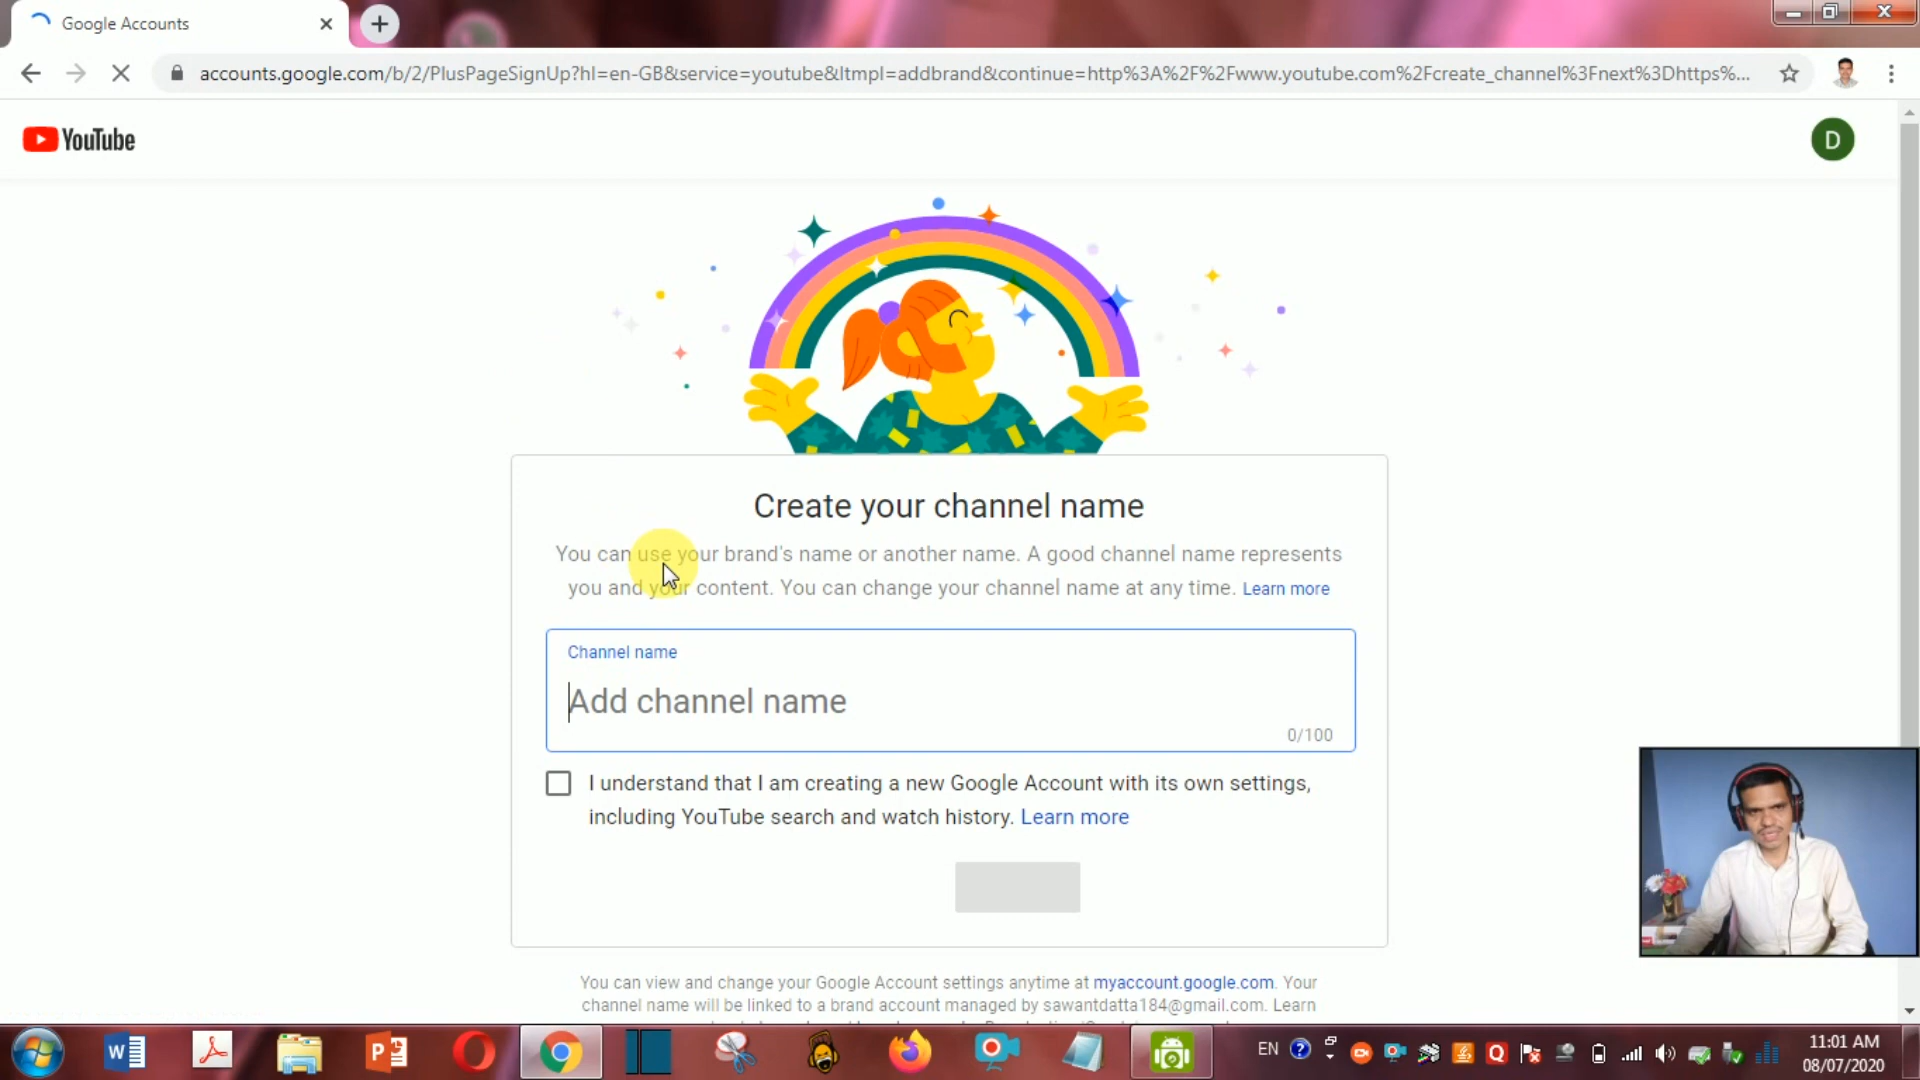 Google Accounts
accounts.google.com/b/2/PlusPageSignUp?hl=en-GB&service=youtube&ltmpl=addbrand&continue=http%3A%2F%2Fwww.youtube.com%2Fcreate_channel%3Fnext%3Dhttps%...
YouTube
D
Create your channel name
You can use your brand's name or another name. A good channel name represents
you and your content. You can change your channel name at any time. Learn more
Channel name
Add channel name
0/100
I understand that I am creating a new Google Account with its own settings,
including YouTube search and watch history. Learn more
You can view and change your Google Account settings anytime at myaccount.google.com. Your
channel name will be linked to a brand account managed by sawantdatta184@gmail.com. Learn
EN
11:01 AM
08/07/2020